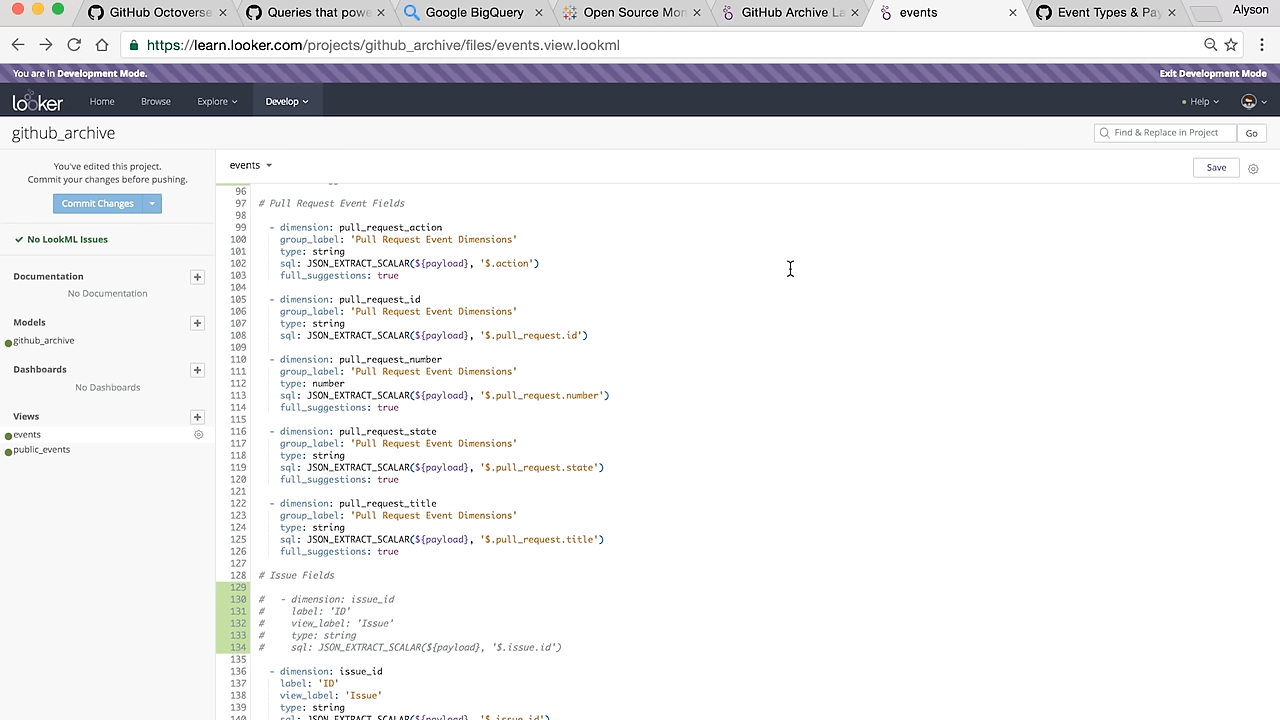 GitHub Octoverse
Queries that pow
Google BigQuery
Open Source Mon
GitHub Archive La
events
Event Types & Pay
Alyson
https://learn.looker.com/projects/github_archive/files/events.view.lookml
You are in Development Mode.
Exit Development Mode
looker
Home
Browse
Explore
Develop
Help
github_archive
Find & Replace in Project
Go
You've edited this project.
Commit your changes before pushing.
Commit Changes
No LookML Issues
Documentation
No Documentation
Models
github_archive
Dashboards
No Dashboards
Views
events
public_events
events
Save
96
97 # Pull Request Event Fields
98
99 - dimension: pull_request_action
100 group_label: 'Pull Request Event Dimensions'
101 type: string
102 sql: JSON_EXTRACT_SCALAR(${payload}, '$.action')
103 full_suggestions: true
104
105 - dimension: pull_request_id
106 group_label: 'Pull Request Event Dimensions'
107 type: string
108 sql: JSON_EXTRACT_SCALAR(${payload}, '$.pull_request.id')
109
110 - dimension: pull_request_number
111 group_label: 'Pull Request Event Dimensions'
112 type: number
113 sql: JSON_EXTRACT_SCALAR(${payload}, '$.pull_request.number')
114 full_suggestions: true
115
116 - dimension: pull_request_state
117 group_label: 'Pull Request Event Dimensions'
118 type: string
119 sql: JSON_EXTRACT_SCALAR(${payload}, '$.pull_request.state')
120 full_suggestions: true
121
122 - dimension: pull_request_title
123 group_label: 'Pull Request Event Dimensions'
124 type: string
125 sql: JSON_EXTRACT_SCALAR(${payload}, '$.pull_request.title')
126 full_suggestions: true
127
128 # Issue Fields
129
130 # - dimension: issue_id
131 # label: 'ID'
132 # view_label: 'Issue'
133 # type: string
134 # sql: JSON_EXTRACT_SCALAR(${payload}, '$.issue.id')
135
136 - dimension: issue_id
137 label: 'ID'
138 view_label: 'Issue'
139 type: string
140 sql: JSON_EXTRACT_SCALAR(${payload}, '$.issue.id')